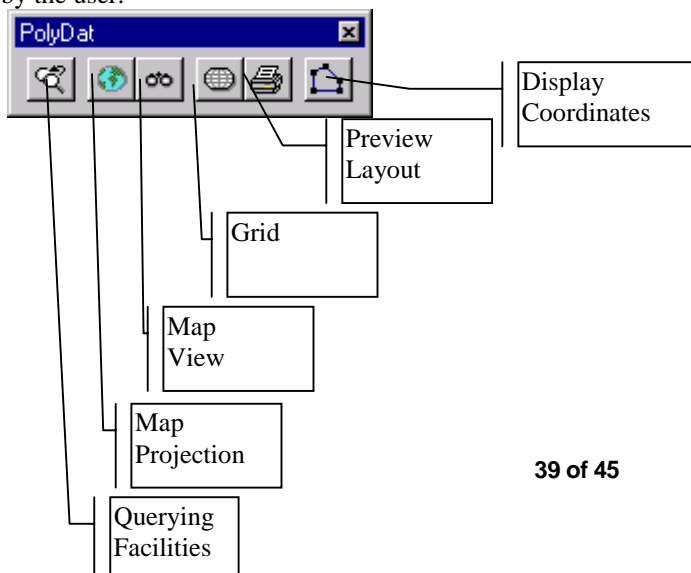 by the user.
PolyDat
Display
Coordinates
Preview
Layout
Grid
Map
View
Map
Projection
39 of 45
Querying
Facilities